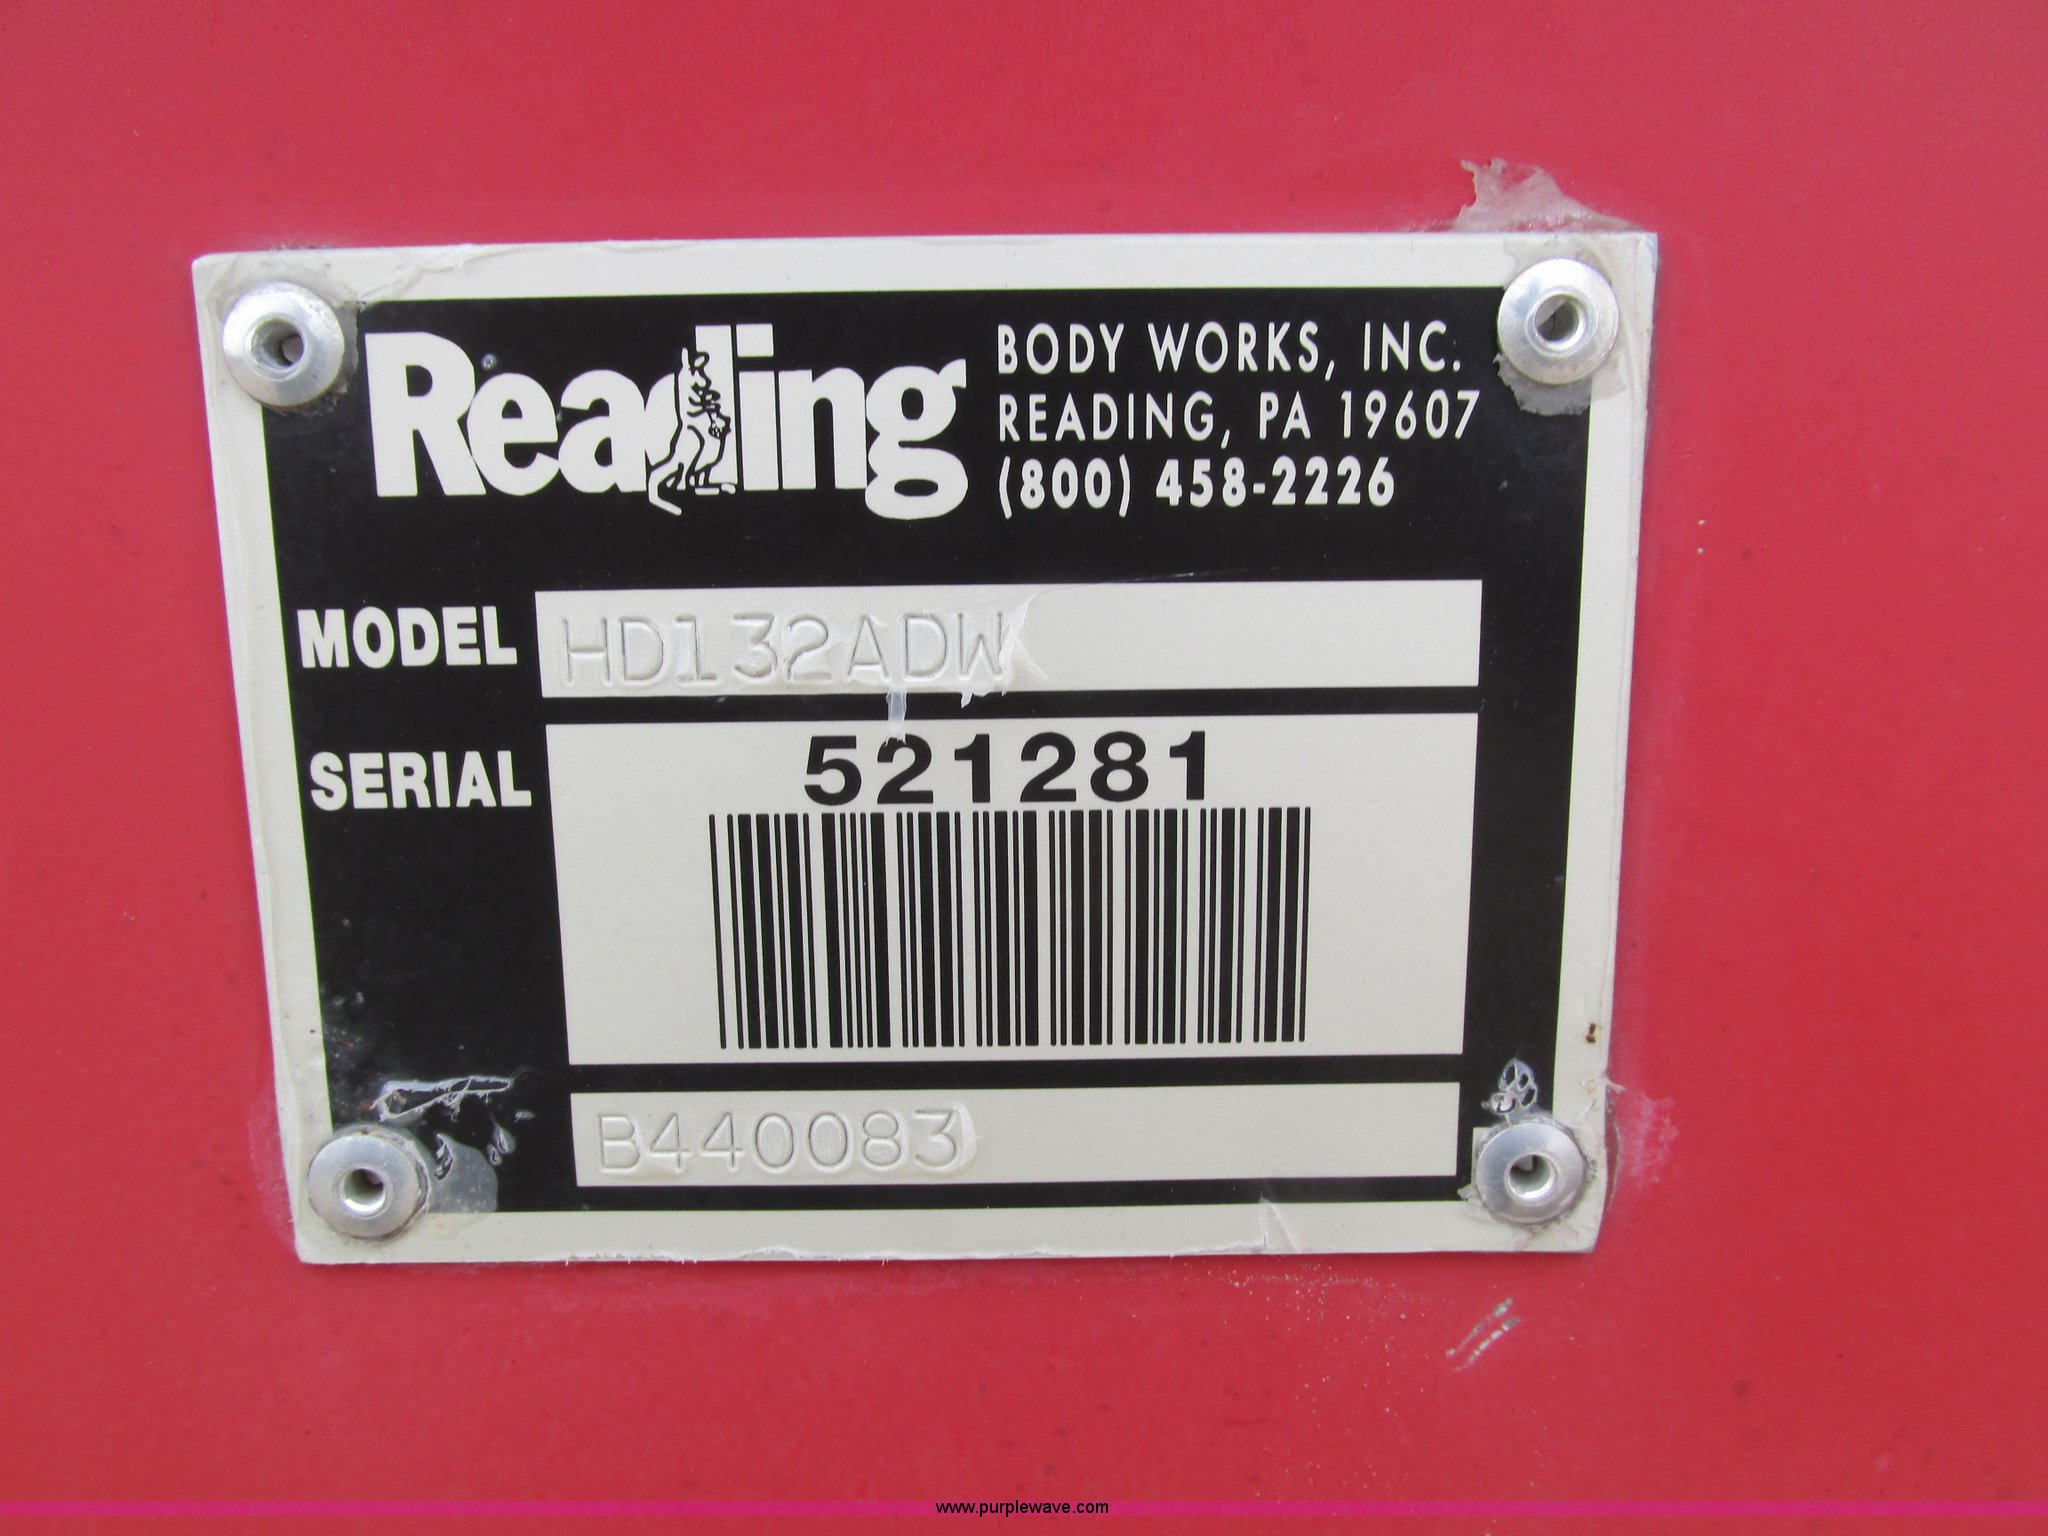 Reading
BODY WORKS, INC.
READING, PA 19607
(800) 458-2226
MODEL HD132ADW
SERIAL 521281
B440083
www.purplewave.com